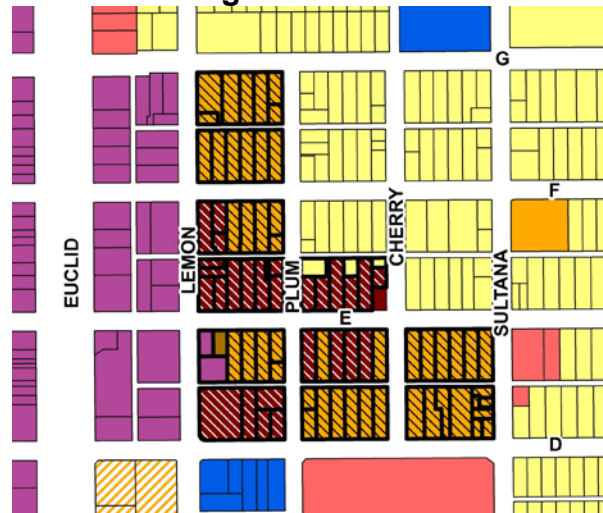 g
G
F
EUCLID
LEMON
PLUM
CHERRY
SULTANA
E
D